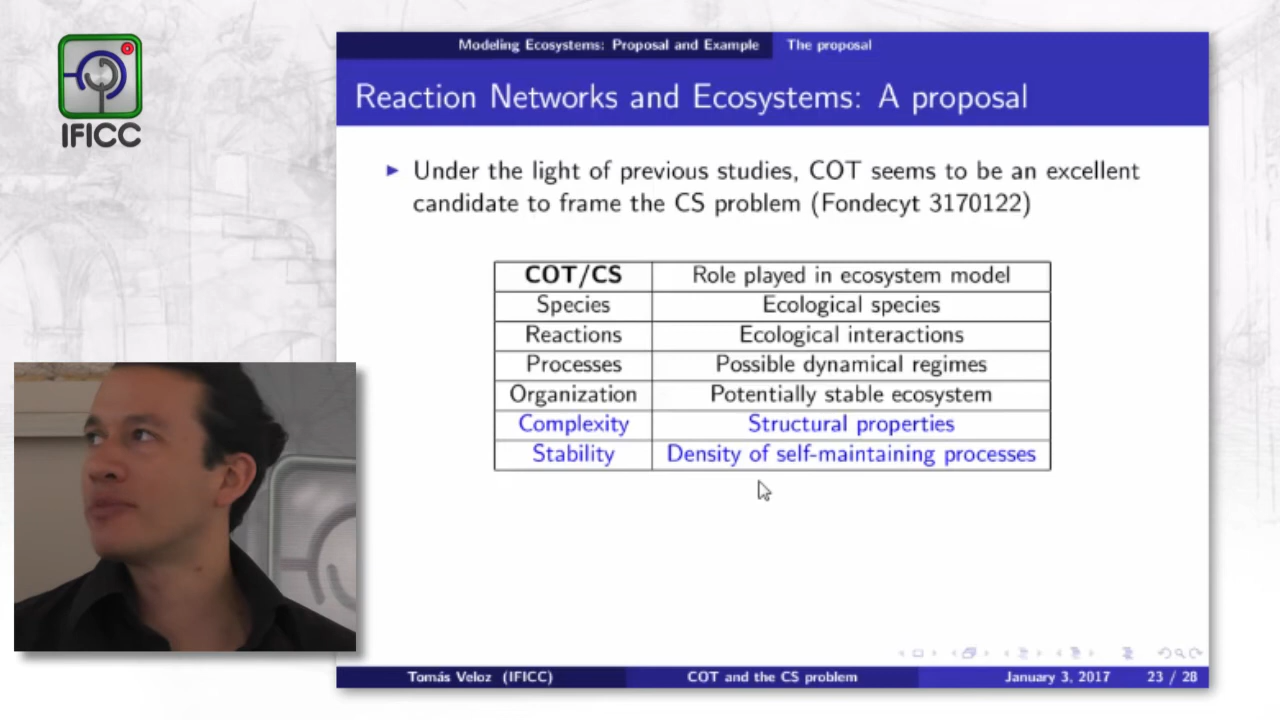 IFICC
Modeling Ecosystems: Proposal and Example The proposal
Reaction Networks and Ecosystems: A proposal
Under the light of previous studies, COT seems to be an excellent
candidate to frame the CS problem (Fondecyt 3170122)
COT/CS Role played in ecosystem model
Species Ecological species
Reactions Ecological interactions
Processes Possible dynamical regimes
Organization Potentially stable ecosystem
Complexity Structural properties
Stability Density of self-maintaining processes
Tomás Veloz (IFICC) COT and the CS problem January 3, 2017 23 / 28